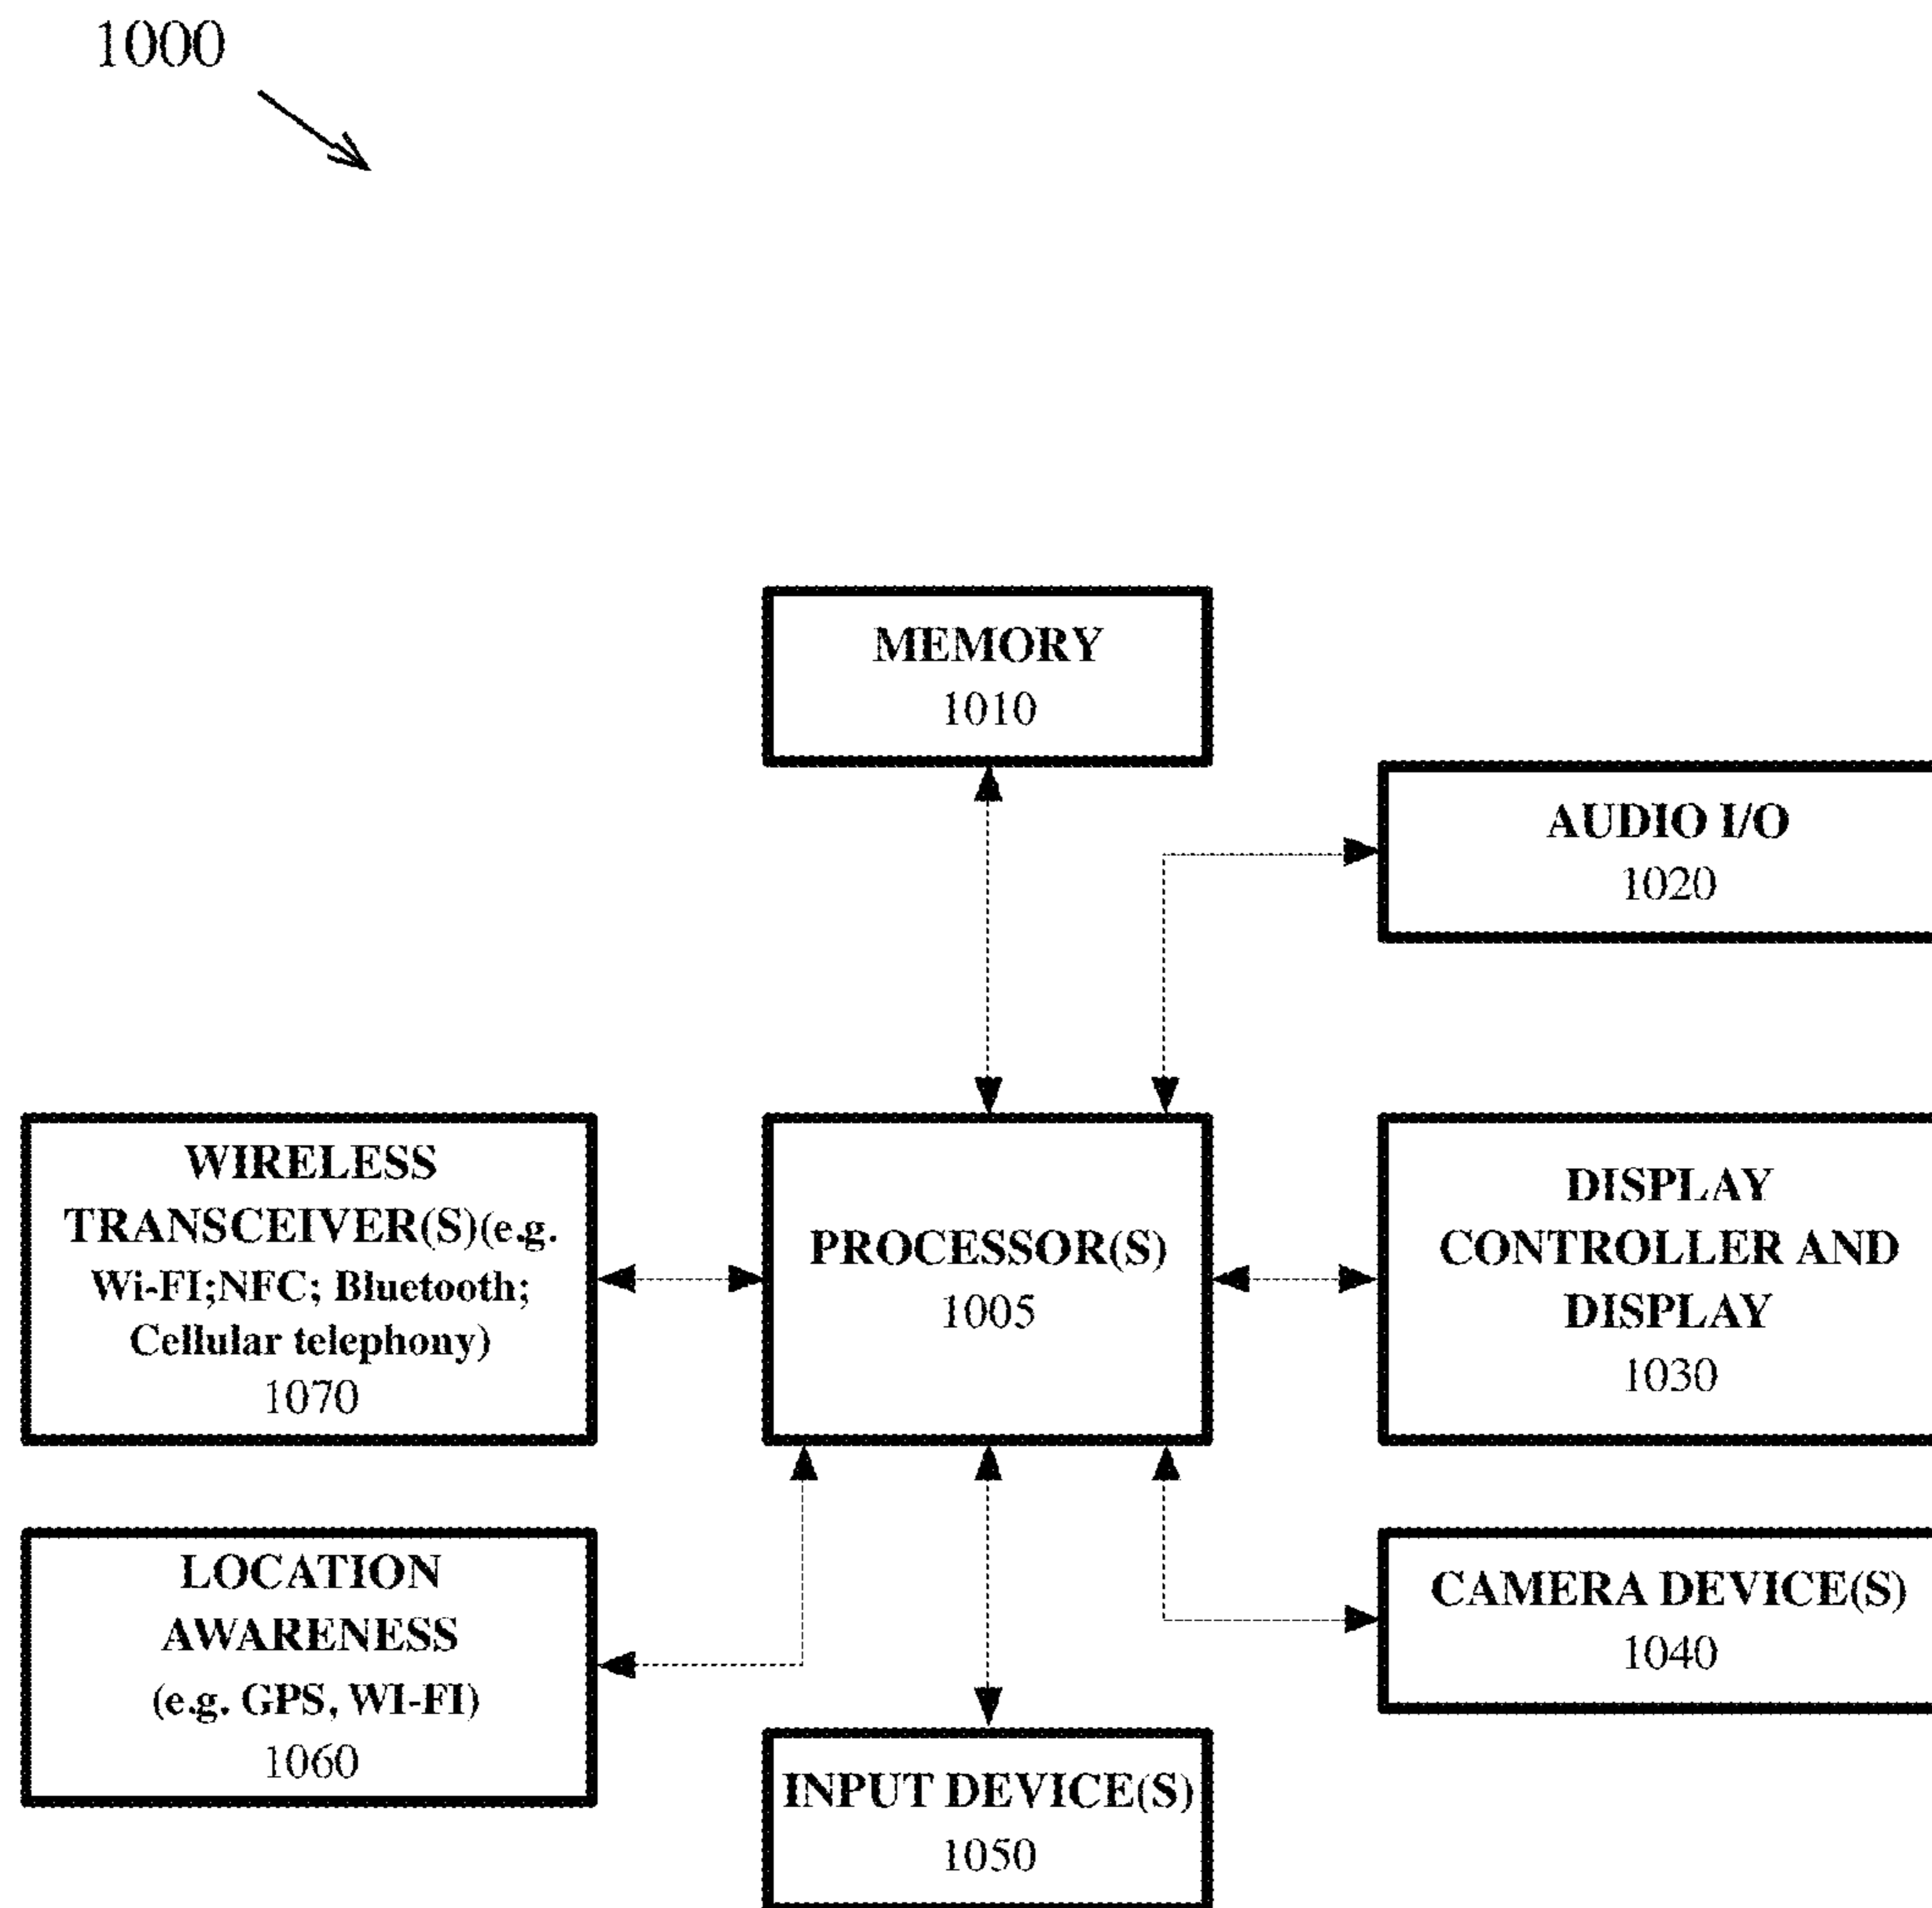 1000
MEMORY
1010
AUDIO I/O
1020
WIRELESS
TRANSCEIVER(S)(e.g.
Wi-FI;NFC; Bluetooth;
Cellular telephony)
1070
PROCESSOR(S)
1005
DISPLAY
CONTROLLER AND
DISPLAY
1030
LOCATION
AWARENESS
(e.g. GPS, WI-FI)
1060
INPUT DEVICE(S)
1050
CAMERA DEVICE(S)
1040